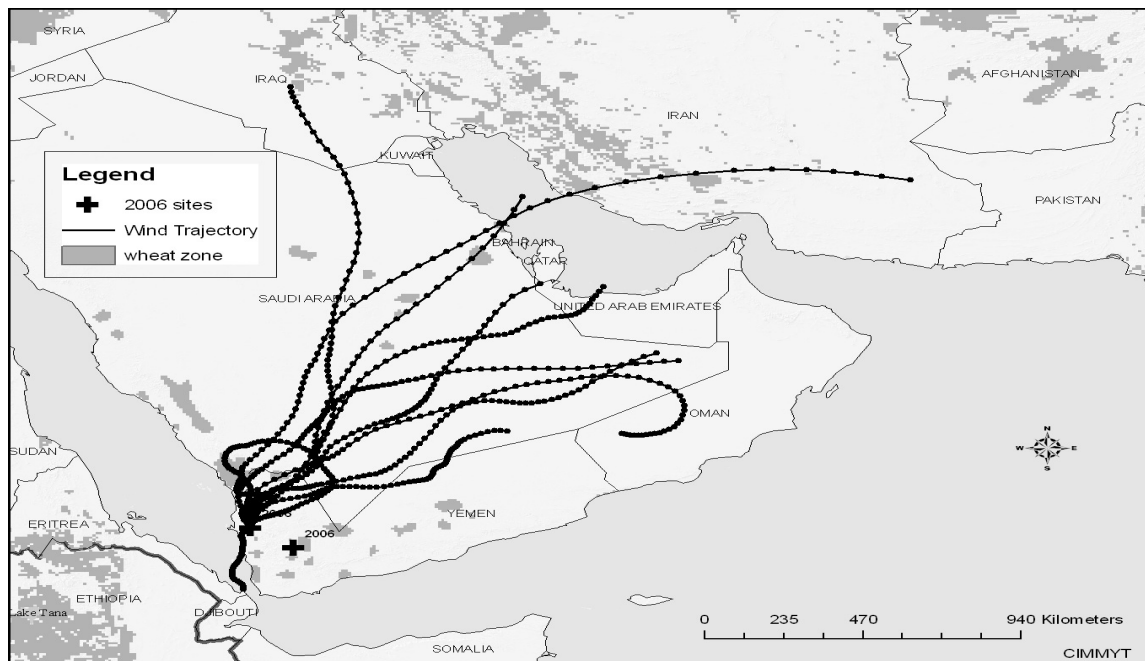 SYRIA
JORDAN
IRAQ
AFGHANISTAN
IRAN
KUWAIT
PAKISTAN
Legend
2006 sites
Wind Trajectory
wheat zone
BAHRAIN
QATAR
SAUDI ARABIA
UNITED ARAB EMIRATES
OMAN
N
W E
S
SUDAN
YEMEN
ERITREA
2006
ETHIOPIA
Lake Tana
DJIBOUTI
SOMALIA
0 235 470 940 Kilometers
CIMMYT